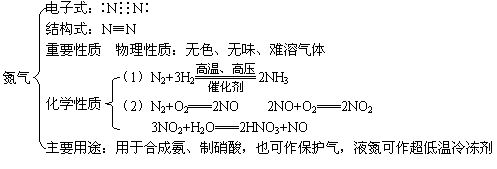 电子式：:N⋮⋮N:
结构式：N≡N
重要性质 物理性质：无色、无味、难溶气体
氮气
化学性质
高温、高压
（1）N₂+3H₂══2NH₃
催化剂
（2）N₂+O₂══2NO 2NO+O₂══2NO₂
3NO₂+H₂O══2HNO₃+NO
主要用途：用于合成氨、制硝酸，也可作保护气，液氮可作超低温冷冻剂